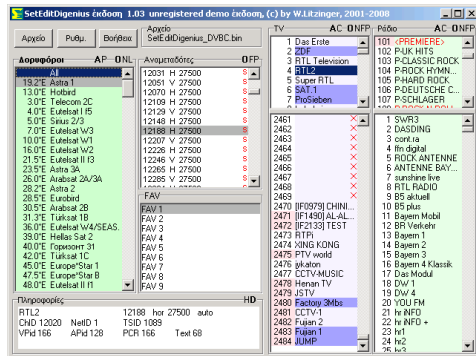 SetEditDigenius έκδοση 1.03 unregistered demo έκδοση, (c) by W.Litzinger, 2001-2008
Αρχείο
Ρυθμ.
Βοήθεια
Αρχείο
SetEditDigenius_DVBC.bin
Δορυφόροι AP ONL
All
19.2°E Astra 1
13.0°E Hotbird
3.0°E Telecom 2C
4.0°E Eutelsat II f5
5.0°E Sirius 2/3
7.0°E Eutelsat W3
10.0°E Eutelsat W1
16.0°E Eutelsat W2
21.5°E Eutelsat II f3
23.5°E Astra 3A
26.0°E Arabsat 2A/3A
28.2°E Astra 2
28.5°E Eurobird
30.5°E Arabsat 2B
31.3°E Türksat 1B
36.0°E Eutelsat W4/SEAS.
39.0°E Hellas Sat 2
40.0°E Горизонт 31
42.0°E Türksat 1C
45.0°E Europe*Star 1
47.5°E Europe*Star B
48.0°E Eutelsat II f1
Αναμεταδότες OFP
12031 H 27500 S
12051 V 27500 S
12070 H 27500 S
12109 H 27500 S
12129 V 27500 S
12148 H 27500 S
12188 H 27500 S
12207 V 27500 S
12226 H 27500 S
12246 V 27500 S
12265 H 27500 S
12285 V 27500 S
FAV
FAV 1
FAV 2
FAV 3
FAV 4
FAV 5
FAV 6
FAV 7
FAV 8
FAV 9
Πληροφορίες HD
RTL2 12188 hor 27500 auto
CHD 12020 NetID 1 TSID 1089
VPid 166 APid 128 PCR 166 Text 68
TV AC ONFP
1 Das Erste
2 ZDF
3 RTL Television
4 RTL2
5 Super RTL
6 SAT.1
7 ProSieben
2461 X
2462 X
2463 X
2465 X
2466 X
2467 X
2468 X
2469 X
2470 [IF0979] CHINI...
2471 [IF1490] AL-AL...
2472 [IF2133] TEST
2473 RTPi
2474 XING KONG
2475 PTV world
2476 jykaton
2477 CCTV-MUSIC
2478 Henan TV
2479 JSTV
2480 Factory 3Mbs
2481 CCTV-1
2482 Fujian 2
2483 Fujian 1
2484 JUMP
Ράδιο AC ONFP
101 <PREMIERE>
102 P-UK HITS
103 P-CLASSIC ROCK
104 P-ROCK HYMN...
105 P-HARD ROCK
106 P-DEUTSCHE C...
107 P-SCHLAGER
1 SWR3
2 DASDING
3 cont.ra
4 ffn digital
5 ROCK ANTENNE
6 ANTENNE BAY...
7 sunshine live
8 RTL RADIO
9 B5 aktuell
10 B5 plus
11 Bayern Mobil
12 BR Verkehr
13 Bayern 1
14 Bayern 2
15 Bayern 3
16 Bayern 4 Klassik
17 Das Modul
18 DW 1
19 DW 4
20 YOU FM
21 hr iNFO
22 hr iNFO +
23 hr1
24 hr2
25 hr3